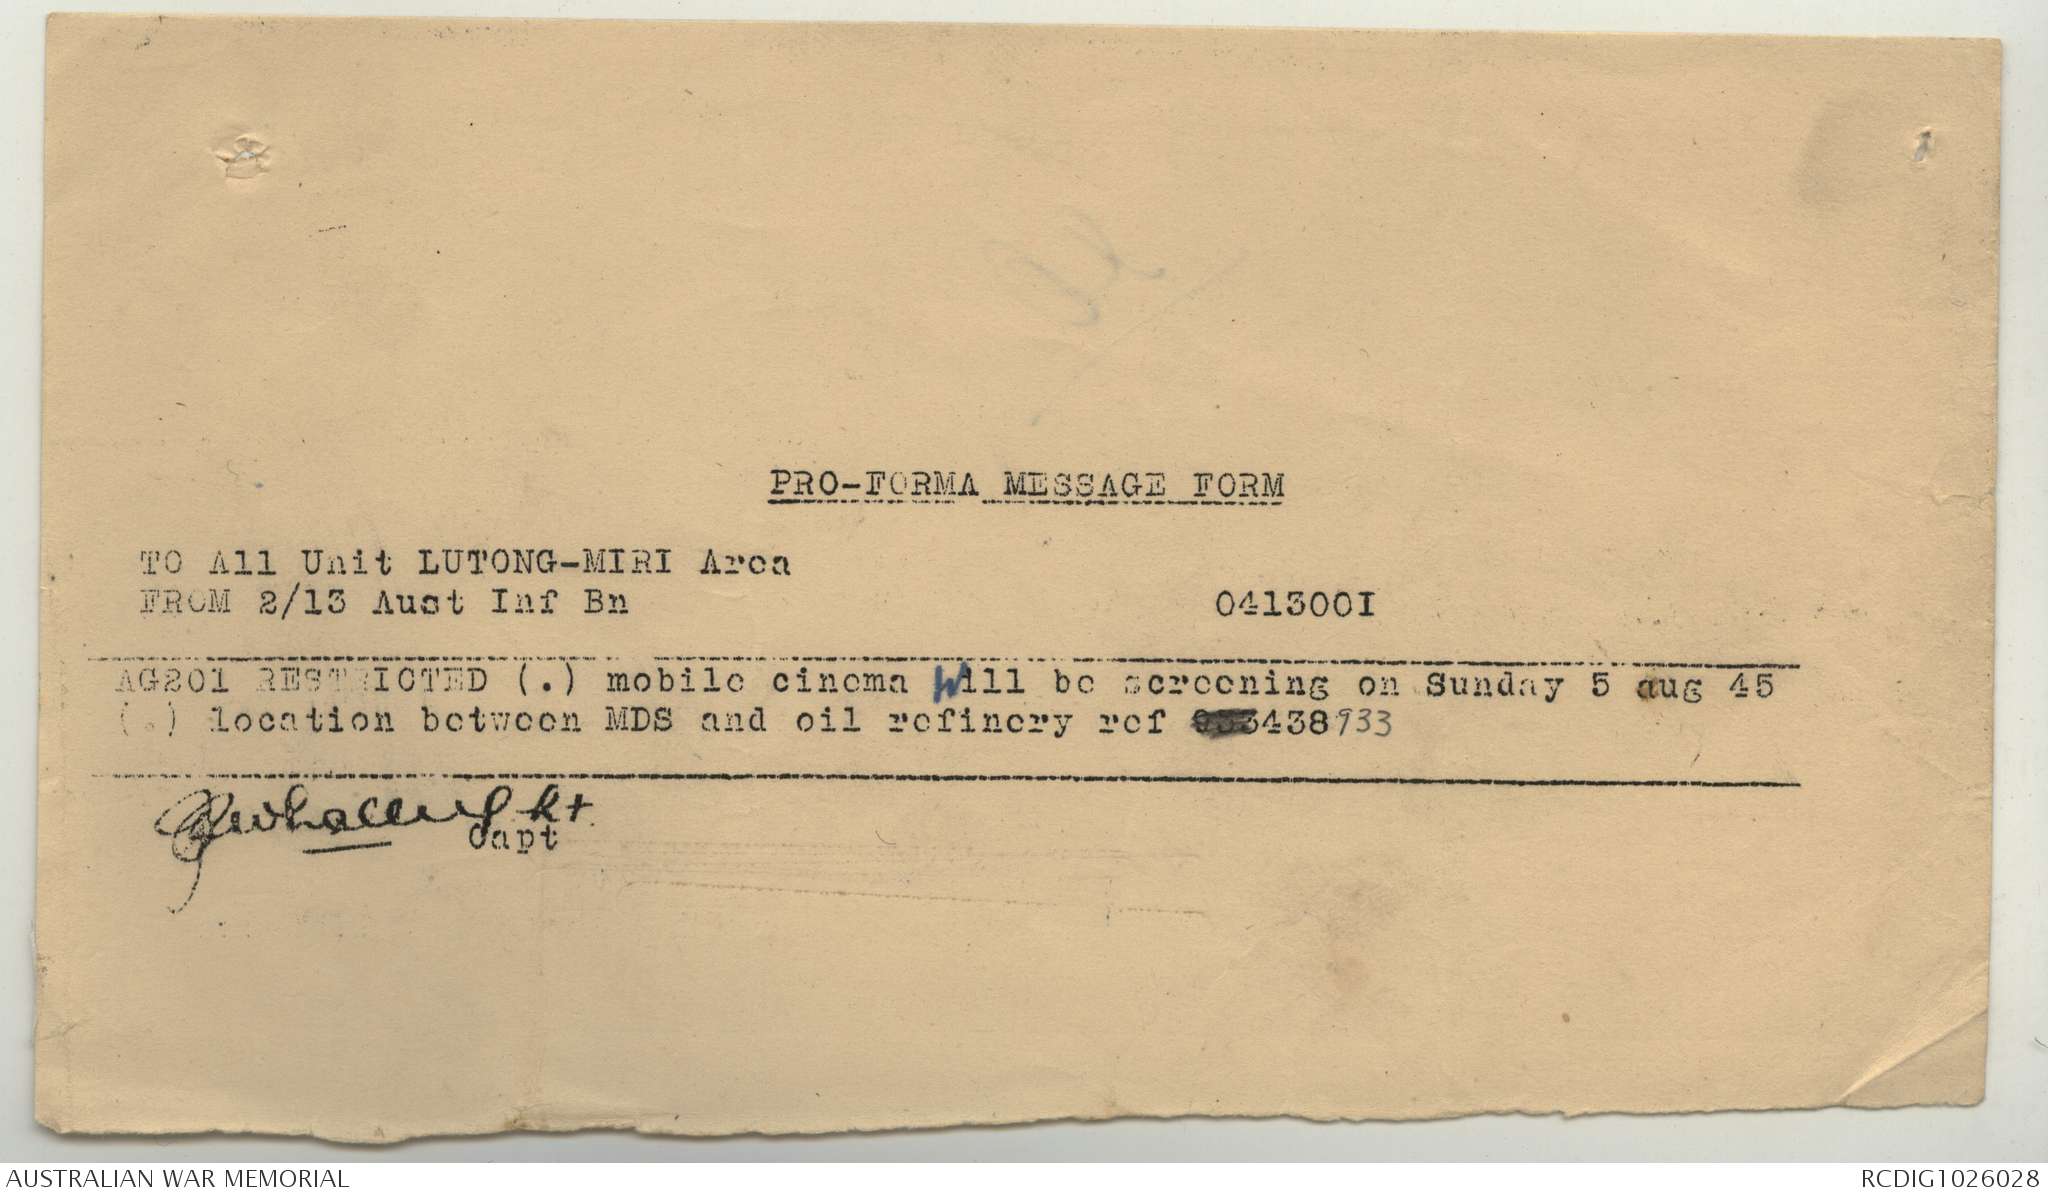 PRO-FORMA MESSAGE FORM
TO All Unit LUTONG-MIRI Area
FROM 2/13 Aust Inf Bn 041300I
AG201 RESTRICTED (.) mobile cinema Will be screening on Sunday 5 aug 45
(.) location between MDS and oil refinery ref 438933
Lt
Capt
AUSTRALIAN WAR MEMORIAL RCDIG1026028